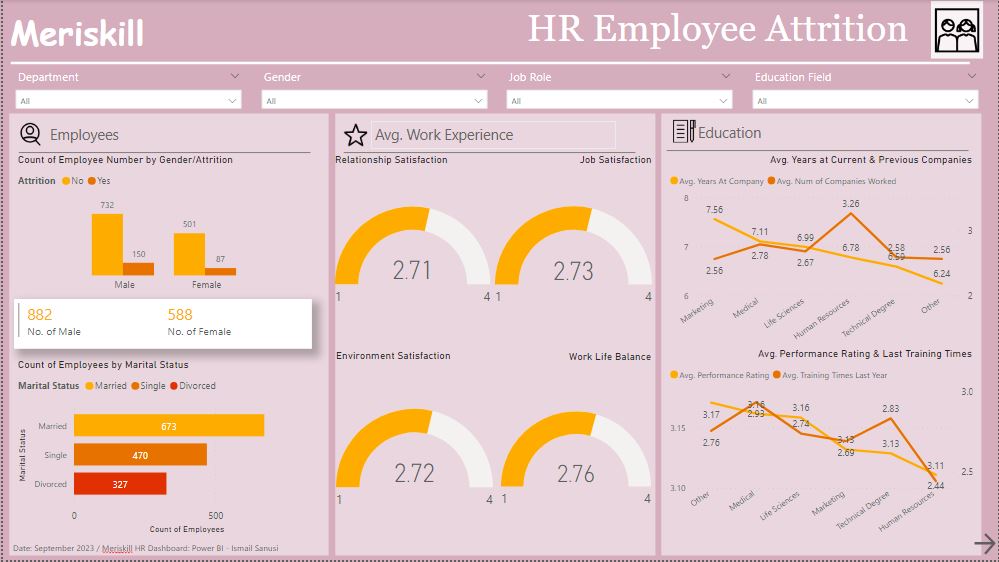 Meriskill
HR Employee Attrition
Department
Gender
Job Role
Education Field
All
All
All
All
Employees
Count of Employee Number by Gender/Attrition
Attrition No Yes
732
150
501
87
Male
Female
882
588
No. of Male
No. of Female
Count of Employees by Marital Status
Marital Status Married Single Divorced
Marital Status
Married
673
Single
470
Divorced
327
0
500
Count of Employees
Date: September 2023 / Meriskill HR Dashboard: Power BI - Ismail Sanusi
Avg. Work Experience
Relationship Satisfaction
Job Satisfaction
2.71
1
4
2.73
1
4
Environment Satisfaction
Work Life Balance
2.72
1
4
2.76
1
4
Education
Avg. Years at Current & Previous Companies
Avg. Years At Company Avg. Num of Companies Worked
8
7
6
3
2
7.56
7.11
6.99
6.78
6.59
6.24
2.56
2.78
2.67
3.26
2.58
2.56
Marketing
Medical
Life Sciences
Human Resources
Technical Degree
Other
Avg. Performance Rating & Last Training Times
Avg. Performance Rating Avg. Training Times Last Year
3.15
3.10
3.0
2.5
3.17
3.16
3.16
3.13
3.13
3.11
2.76
2.93
2.74
2.69
2.83
2.44
Other
Medical
Life Sciences
Marketing
Technical Degree
Human Resources